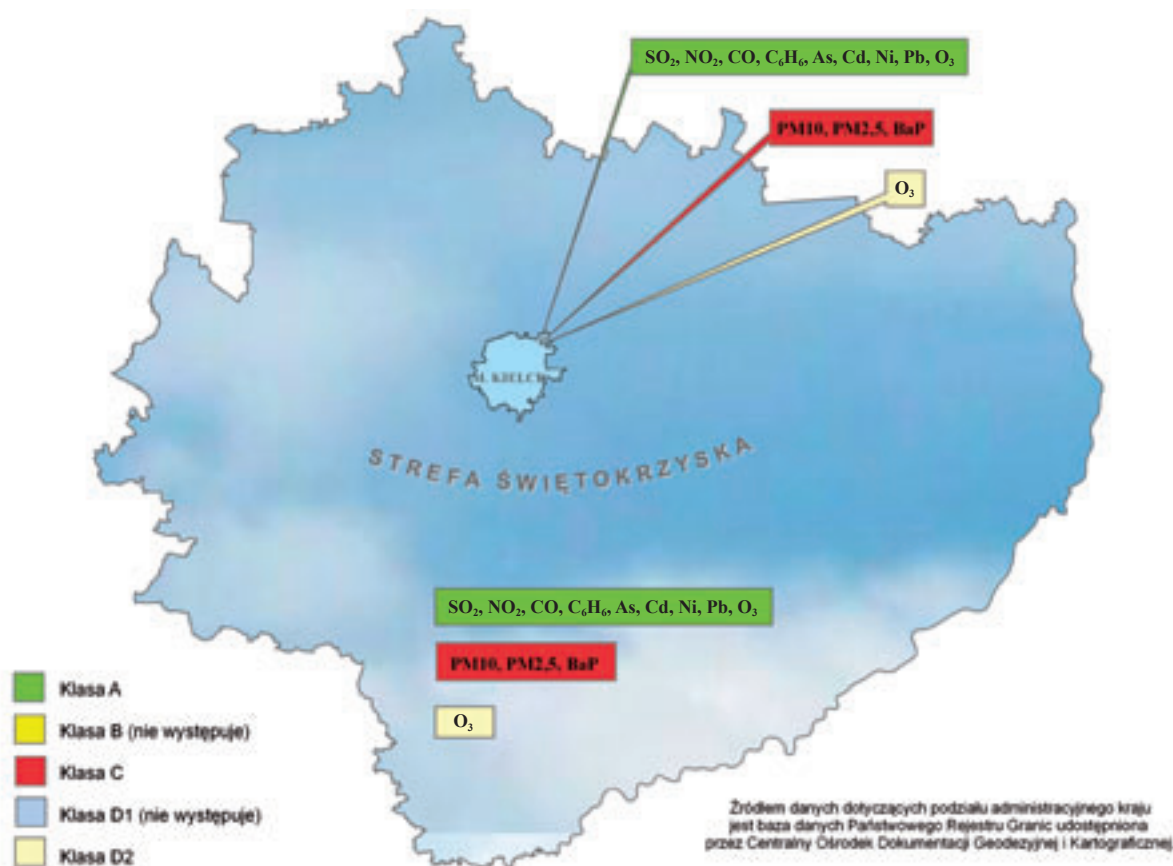 SO₂, NO₂, CO, C₆H₆, As, Cd, Ni, Pb, O₃
PM10, PM2,5, BaP
O₃
M. KIELCE
STREFA ŚWIĘTOKRZYSKA
SO₂, NO₂, CO, C₆H₆, As, Cd, Ni, Pb, O₃
PM10, PM2,5, BaP
O₃
Klasa A
Klasa B (nie występuje)
Klasa C
Klasa D1 (nie występuje)
Klasa D2
Źródłem danych dotyczących podziału administracyjnego kraju
jest baza danych Państwowego Rejestru Granic udostępniona
przez Centralny Ośrodek Dokumentacji Geodezyjnej i Kartograficznej